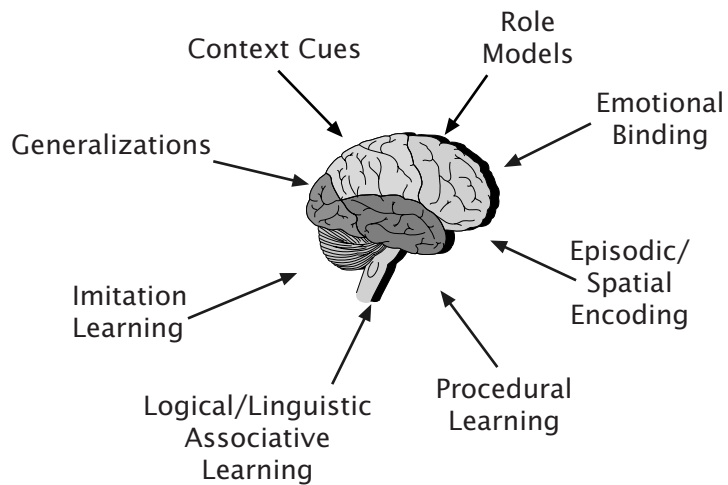 Context Cues
Role
Models
Emotional
Binding
Generalizations
Episodic/
Spatial
Encoding
Imitation
Learning
Procedural
Learning
Logical/Linguistic
Associative
Learning